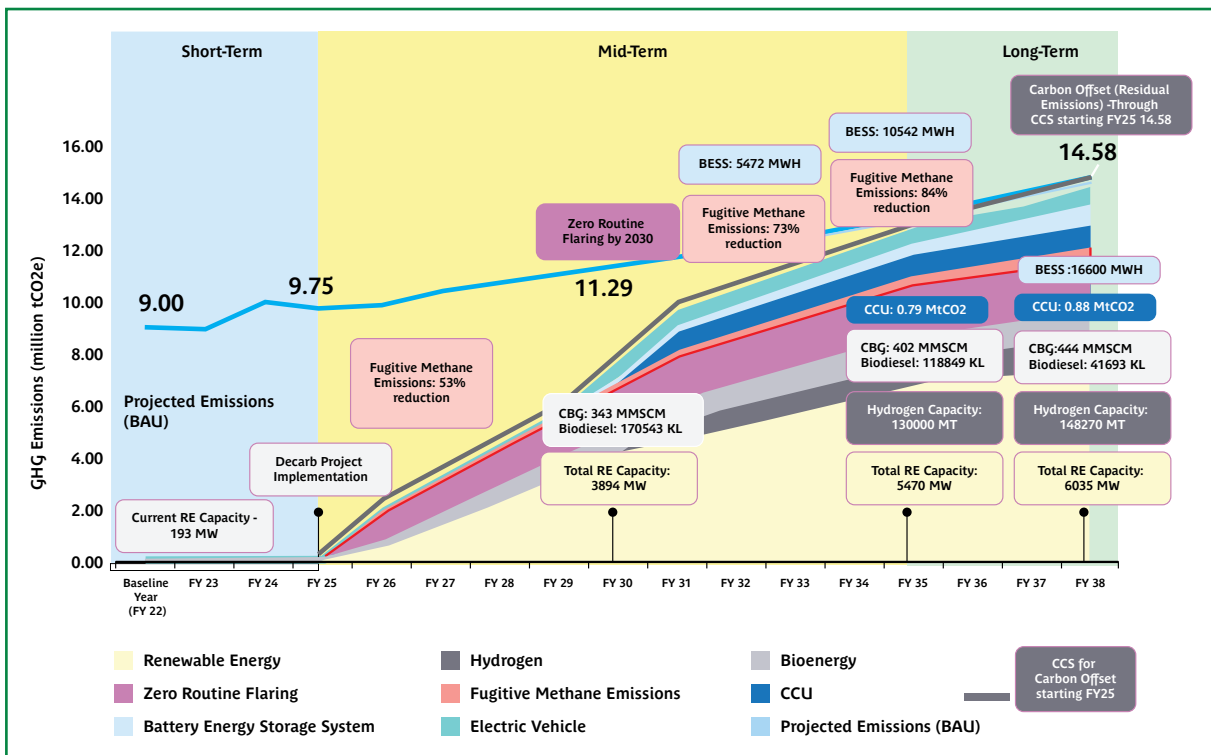 Short-Term
Mid-Term
Long-Term
Carbon Offset (Residual
Emissions) -Through
CCS starting FY25 14.58
14.58
BESS: 10542 MWH
BESS: 5472 MWH
Fugitive Methane
Emissions: 84%
reduction
Fugitive Methane
Emissions: 73%
reduction
Zero Routine
Flaring by 2030
GHG Emissions (million tCO2e)
16.00
14.00
12.00
10.00
8.00
6.00
4.00
2.00
0.00
9.00
9.75
11.29
BESS :16600 MWH
CCU: 0.79 MtCO2
CCU: 0.88 MtCO2
Fugitive Methane
Emissions: 53%
reduction
CBG: 402 MMSCM
Biodiesel: 118849 KL
CBG:444 MMSCM
Biodiesel: 41693 KL
Projected Emissions
(BAU)
CBG: 343 MMSCM
Biodiesel: 170543 KL
Hydrogen Capacity:
130000 MT
Hydrogen Capacity:
148270 MT
Decarb Project
Implementation
Total RE Capacity:
3894 MW
Total RE Capacity:
5470 MW
Total RE Capacity:
6035 MW
Current RE Capacity -
193 MW
Baseline
Year
(FY 22)
FY 23
FY 24
FY 25
FY 26
FY 27
FY 28
FY 29
FY 30
FY 31
FY 32
FY 33
FY 34
FY 35
FY 36
FY 37
FY 38
Renewable Energy
Hydrogen
Bioenergy
Zero Routine Flaring
Fugitive Methane Emissions
CCU
Battery Energy Storage System
Electric Vehicle
Projected Emissions (BAU)
CCS for
Carbon Offset
starting FY25